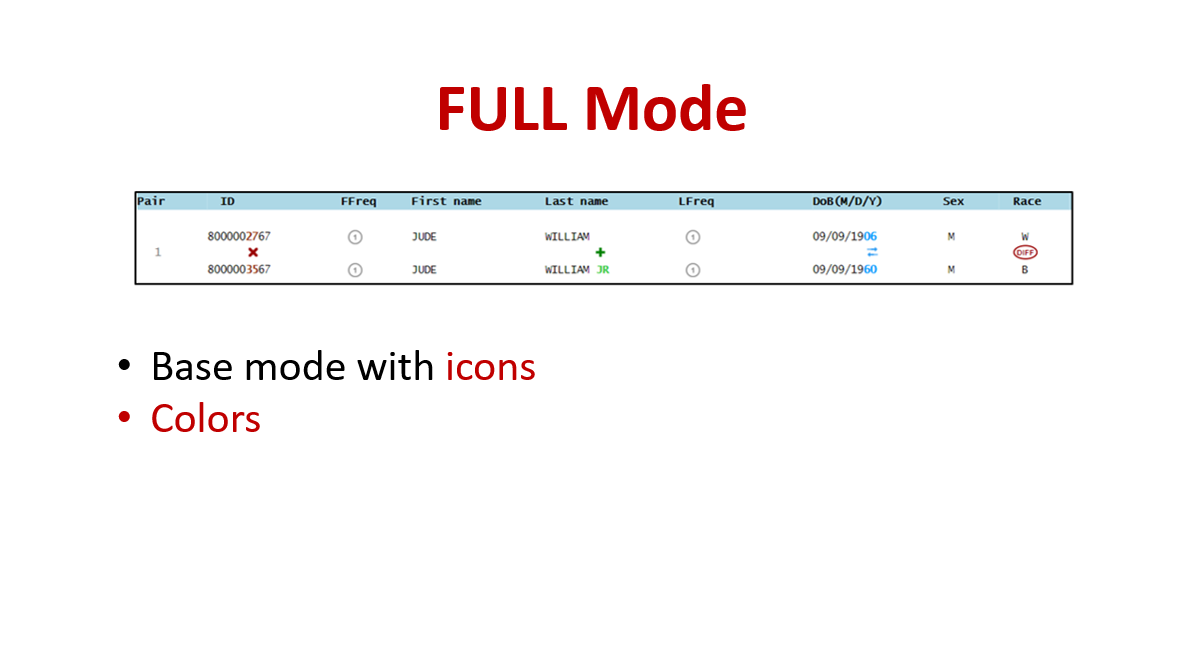 FULL Mode
Pair ID FFreq First name Last name LFreq DoB(M/D/Y) Sex Race
8000002767 1 JUDE WILLIAM 1 09/09/1906 M W
1 DIFF
8000003567 1 JUDE WILLIAM JR 1 09/09/1960 M B
• Base mode with icons
• Colors